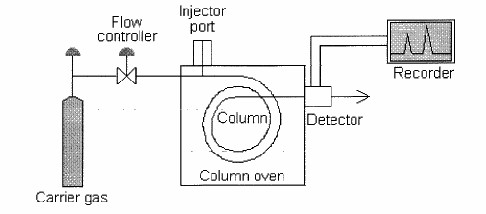 Flow
controller
Injector
port
Recorder
Column
Detector
Column oven
Carrier gas